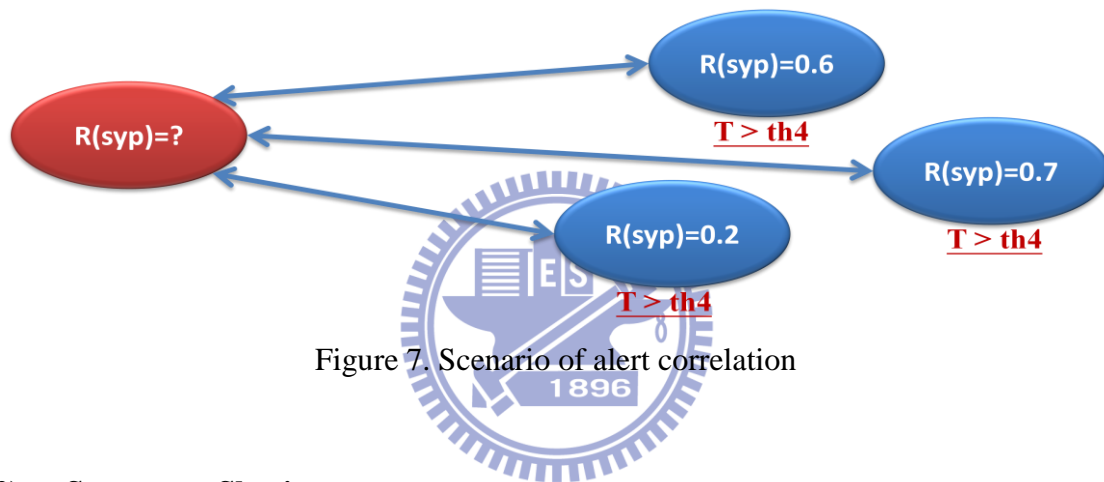 R(syp)=0.6
T > th4
R(syp)=?
R(syp)=0.7
T > th4
R(syp)=0.2
T > th4
E S
Figure 7. Scenario of alert correlation
1896